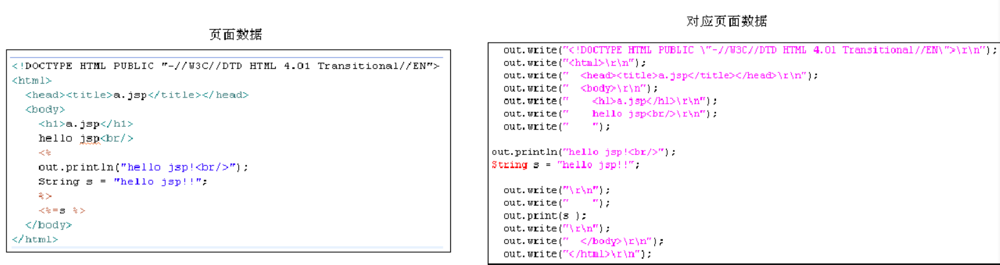 页面数据
<!DOCTYPE HTML PUBLIC "-//W3C//DTD HTML 4.01 Transitional//EN">
<html>
  <head><title>a.jsp</title></head>
  <body>
    <h1>a.jsp</h1>
    hello jsp<br/>
    <%
    out.println("hello jsp!<br/>");
    String s = "hello jsp!!";
    %>
    <%=s %>
  </body>
</html>
对应页面数据
  out.write("<!DOCTYPE HTML PUBLIC \"-//W3C//DTD HTML 4.01 Transitional//EN\">\r\n");
  out.write("<html>\r\n");
  out.write("  <head><title>a.jsp</title></head>\r\n");
  out.write("  <body>\r\n");
  out.write("    <h1>a.jsp</h1>\r\n");
  out.write("    hello jsp<br/>\r\n");
  out.write("    ");
out.println("hello jsp!<br/>");
String s = "hello jsp!!";
  out.write("\r\n");
  out.write("    ");
  out.print(s );
  out.write("\r\n");
  out.write("  </body>\r\n");
  out.write("</html>\r\n");